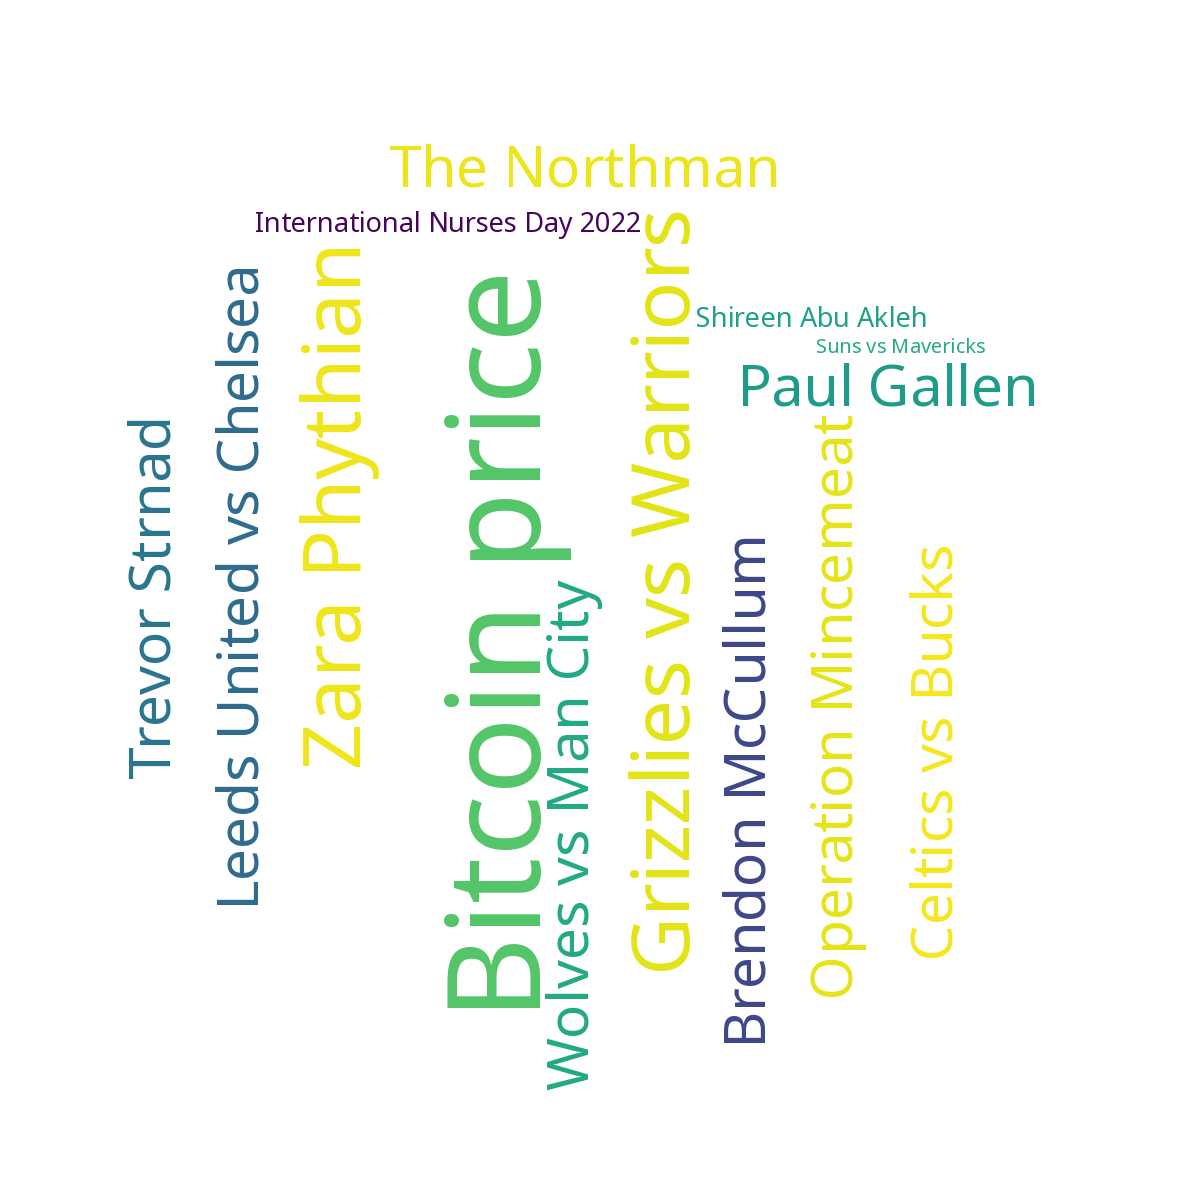 The Northman
International Nurses Day 2022
Shireen Abu Akleh
Suns vs Mavericks
Paul Gallen
Trevor Strnad
Leeds United vs Chelsea
Zara Phythian
Bitcoin price
Wolves vs Man City
Grizzlies vs Warriors
Brendon McCullum
Operation Mincemeat
Celtics vs Bucks